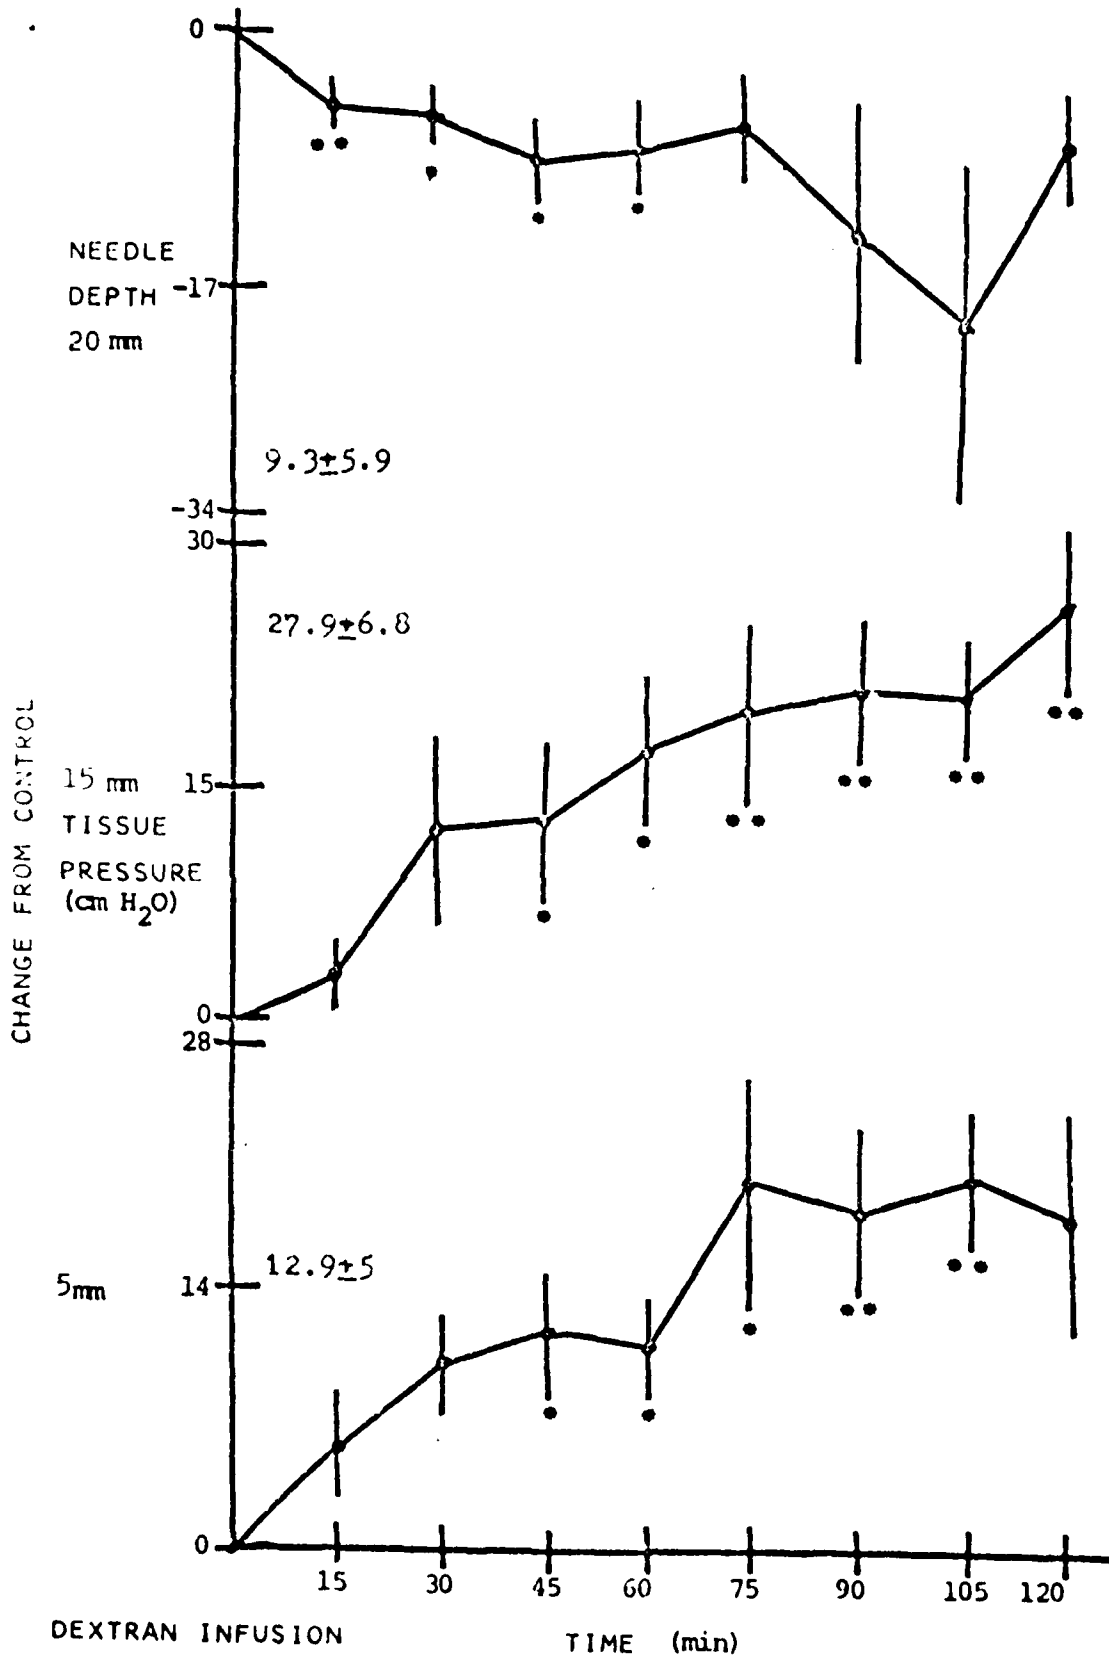 0
NEEDLE
DEPTH
-17
20 mm
9.3±5.9
-34
30
27.9±6.8
CHANGE FROM CONTROL
15 mm
15
TISSUE
PRESSURE
(cm H₂O)
0
28
12.9±5
5mm
14
0
15 30 45 60 75 90 105 120
DEXTRAN INFUSION
TIME (min)